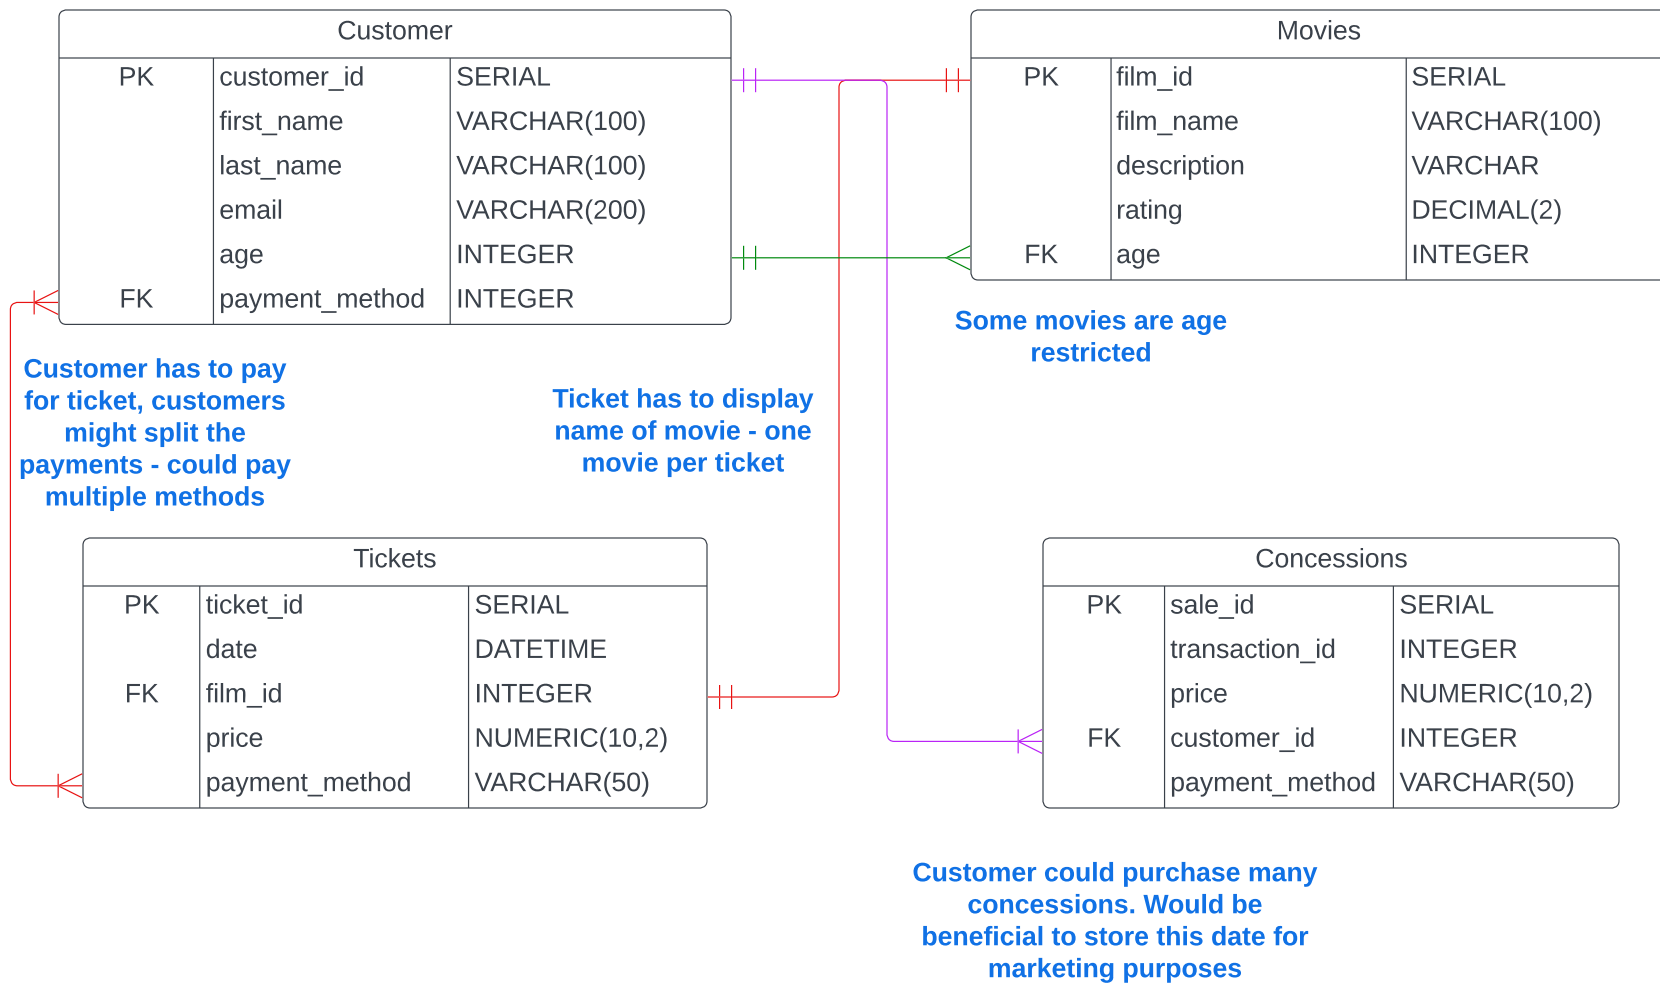 Customer
PK customer_id SERIAL
first_name VARCHAR(100)
last_name VARCHAR(100)
email VARCHAR(200)
age INTEGER
FK payment_method INTEGER
Movies
PK film_id SERIAL
film_name VARCHAR(100)
description VARCHAR
rating DECIMAL(2)
FK age INTEGER
Some movies are age
restricted
Customer has to pay
for ticket, customers
might split the
payments - could pay
multiple methods
Ticket has to display
name of movie - one
movie per ticket
Tickets
PK ticket_id SERIAL
date DATETIME
FK film_id INTEGER
price NUMERIC(10,2)
payment_method VARCHAR(50)
Concessions
PK sale_id SERIAL
transaction_id INTEGER
price NUMERIC(10,2)
FK customer_id INTEGER
payment_method VARCHAR(50)
Customer could purchase many
concessions. Would be
beneficial to store this date for
marketing purposes